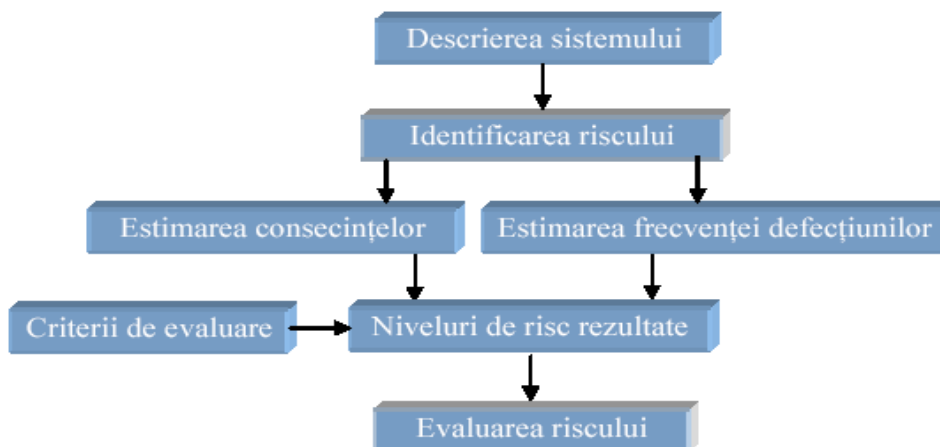 Descrierea sistemului
Identificarea riscului
Estimarea consecințelor
Estimarea frecvenței defecțiunilor
Criterii de evaluare
Niveluri de risc rezultate
Evaluarea riscului